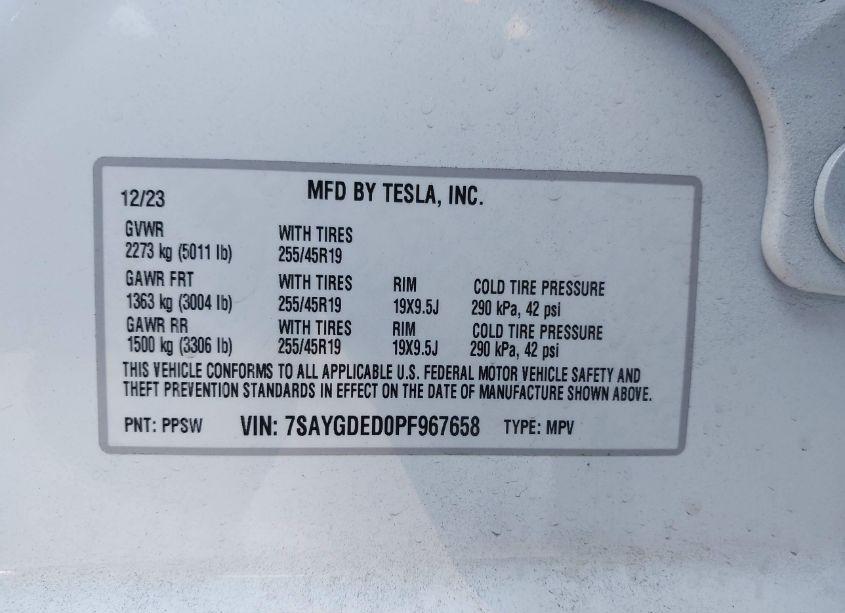 12/23 MFD BY TESLA, INC.
GVWR WITH TIRES
2273 kg (5011 lb) 255/45R19
GAWR FRT WITH TIRES RIM COLD TIRE PRESSURE
1363 kg (3004 lb) 255/45R19 19X9.5J 290 kPa, 42 psi
GAWR RR WITH TIRES RIM COLD TIRE PRESSURE
1500 kg (3306 lb) 255/45R19 19X9.5J 290 kPa, 42 psi
THIS VEHICLE CONFORMS TO ALL APPLICABLE U.S. FEDERAL MOTOR VEHICLE SAFETY AND
THEFT PREVENTION STANDARDS IN EFFECT ON THE DATE OF MANUFACTURE SHOWN ABOVE.
PNT: PPSW VIN: 7SAYGDED0PF967658 TYPE: MPV